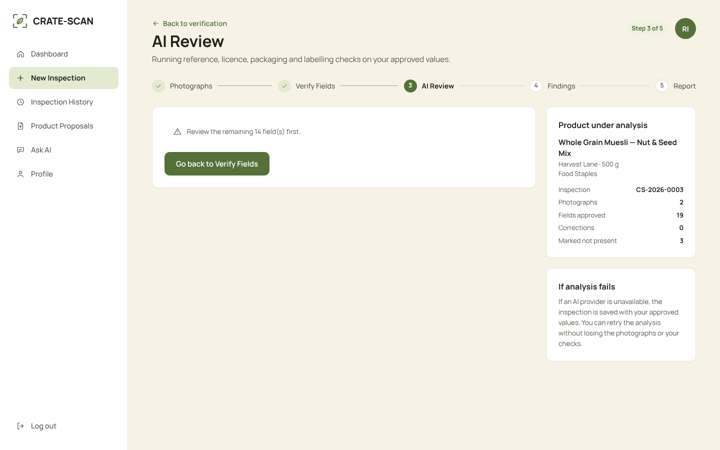 CRATE-SCAN
Dashboard
New Inspection
Inspection History
Product Proposals
Ask AI
Profile
Log out
Back to verification
AI Review
Running reference, licence, packaging and labelling checks on your approved values.
Step 3 of 5
RI
Photographs
Verify Fields
3 AI Review
4 Findings
5 Report
Review the remaining 14 field(s) first.
Go back to Verify Fields
Product under analysis
Whole Grain Muesli — Nut & Seed
Mix
Harvest Lane · 500 g
Food Staples
Inspection CS-2026-0003
Photographs 2
Fields approved 19
Corrections 0
Marked not present 3
If analysis fails
If an AI provider is unavailable, the
inspection is saved with your approved
values. You can retry the analysis
without losing the photographs or your
checks.